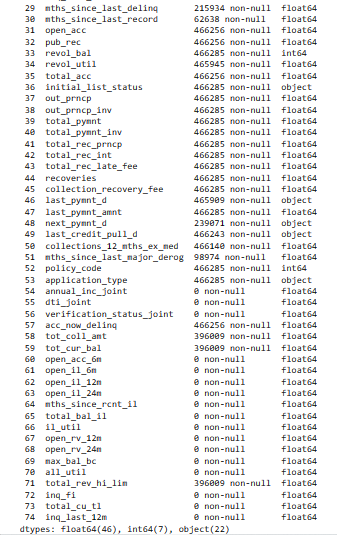 29 mths_since_last_delinq 215934 non-null float64
30 mths_since_last_record 62638 non-null float64
31 open_acc 466256 non-null float64
32 pub_rec 466256 non-null float64
33 revol_bal 466285 non-null int64
34 revol_util 465945 non-null float64
35 total_acc 466256 non-null float64
36 initial_list_status 466285 non-null object
37 out_prncp 466285 non-null float64
38 out_prncp_inv 466285 non-null float64
39 total_pymnt 466285 non-null float64
40 total_pymnt_inv 466285 non-null float64
41 total_rec_prncp 466285 non-null float64
42 total_rec_int 466285 non-null float64
43 total_rec_late_fee 466285 non-null float64
44 recoveries 466285 non-null float64
45 collection_recovery_fee 466285 non-null float64
46 last_pymnt_d 465909 non-null object
47 last_pymnt_amnt 466285 non-null float64
48 next_pymnt_d 239071 non-null object
49 last_credit_pull_d 466243 non-null object
50 collections_12_mths_ex_med 466140 non-null float64
51 mths_since_last_major_derog 98974 non-null float64
52 policy_code 466285 non-null int64
53 application_type 466285 non-null object
54 annual_inc_joint 0 non-null float64
55 dti_joint 0 non-null float64
56 verification_status_joint 0 non-null float64
57 acc_now_delinq 466256 non-null float64
58 tot_coll_amt 396009 non-null float64
59 tot_cur_bal 396009 non-null float64
60 open_acc_6m 0 non-null float64
61 open_il_6m 0 non-null float64
62 open_il_12m 0 non-null float64
63 open_il_24m 0 non-null float64
64 mths_since_rcnt_il 0 non-null float64
65 total_bal_il 0 non-null float64
66 il_util 0 non-null float64
67 open_rv_12m 0 non-null float64
68 open_rv_24m 0 non-null float64
69 max_bal_bc 0 non-null float64
70 all_util 0 non-null float64
71 total_rev_hi_lim 396009 non-null float64
72 inq_fi 0 non-null float64
73 total_cu_tl 0 non-null float64
74 inq_last_12m 0 non-null float64
dtypes: float64(46), int64(7), object(22)